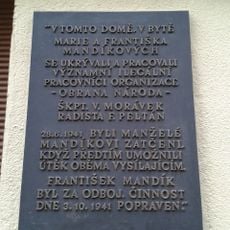 "V TOMTO DOMĚ, V BYTĚ
MARIE A FRANTIŠKA
MANDÍKOVÝCH
SE UKRÝVALI A PRACOVALI
VÝZNAMNÍ ILEGÁLNÍ
PRACOVNÍCI ORGANIZACE
- OBRANA NÁRODA -
ŠKPT. V. MORÁVEK
RADISTA F. PELTÁN
28.6.1941 BYLI MANŽELÉ
MANDÍKOVI ZATČENI,
KDYŽ PŘEDTÍM UMOŽNILI
ÚTĚK OBĚMA VYSÍLAJÍCÍM.
FRANTIŠEK MANDÍK
BYL ZA ODBOJ. ČINNOST
DNE 3.10.1941 POPRAVEN."